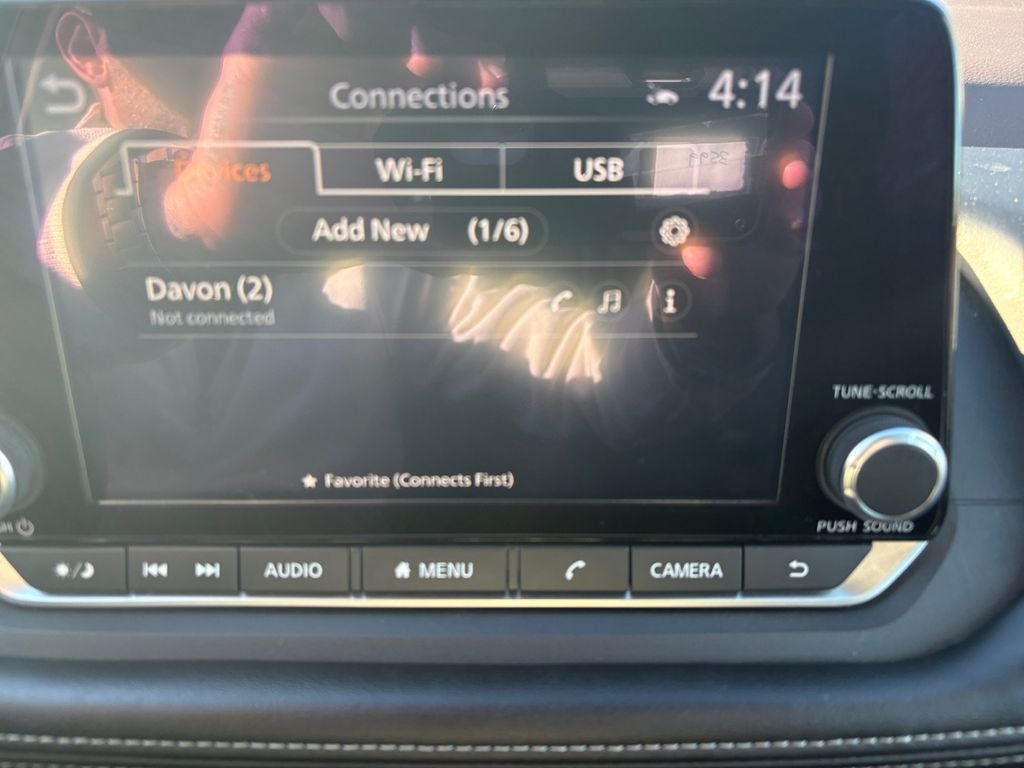 Connections 4:14
Devices Wi-Fi USB
Add New (1/6)
Davon (2)
Not connected
TUNE·SCROLL
★ Favorite (Connects First)
PUSH SOUND
AUDIO MENU CAMERA